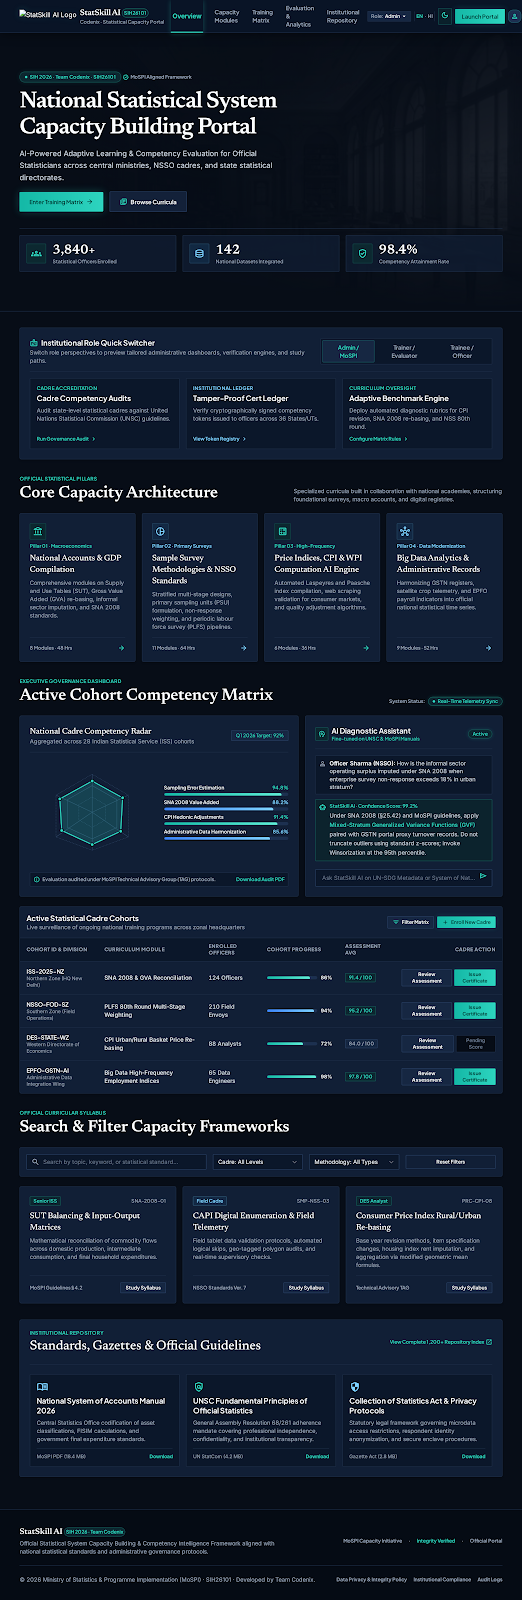 StatSkill AI Logo
StatSkill AI SIH26101
Codenix · Statistical Capacity Portal
Overview
Capacity Modules
Training Matrix
Evaluation & Analytics
Institutional Repository
Role: Admin
EN · HI
Launch Portal
SIH 2026 · Team Codenix · SIH26101
MoSPI Aligned Framework
National Statistical System
Capacity Building Portal
AI-Powered Adaptive Learning & Competency Evaluation for Official
Statisticians across central ministries, NSSO cadres, and state statistical
directorates.
Enter Training Matrix
Browse Curricula
3,840+
Statistical Officers Enrolled
142
National Datasets Integrated
98.4%
Competency Attainment Rate
Institutional Role Quick Switcher
Switch role perspectives to preview tailored administrative dashboards, verification engines, and study
paths.
Admin / MoSPI
Trainer / Evaluator
Trainee / Officer
CADRE ACCREDITATION
Cadre Competency Audits
Audit state-level statistical cadres against United
Nations Statistical Commission (UNSC) guidelines.
Run Governance Audit
INSTITUTIONAL LEDGER
Tamper-Proof Cert Ledger
Verify cryptographically signed competency
tokens issued to officers across 36 States/UTs.
View Token Registry
CURRICULUM OVERSIGHT
Adaptive Benchmark Engine
Deploy automated diagnostic rubrics for CPI
revision, SNA 2008 re-basing, and NSS 80th
round.
Configure Matrix Rules
OFFICIAL STATISTICAL PILLARS
Core Capacity Architecture
Specialized curricula built in collaboration with national academies, structuring
foundational surveys, macro accounts, and digital registries.
Pillar 01 · Macroeconomics
National Accounts & GDP
Compilation
Comprehensive modules on Supply
and Use Tables (SUT), Gross Value
Added (GVA) re-basing, informal
sector imputation, and SNA 2008
standards.
8 Modules · 48 Hrs
Pillar 02 · Primary Surveys
Sample Survey
Methodologies & NSSO
Standards
Stratified multi-stage designs,
primary sampling units (PSU)
formulation, non-response
weighting, and periodic labour
force survey (PLFS) pipelines.
11 Modules · 64 Hrs
Pillar 03 · High-Frequency
Price Indices, CPI & WPI
Computation AI Engine
Automated Laspeyres and Paasche
index compilation, web scraping
validation for consumer markets,
and quality adjustment algorithms.
6 Modules · 36 Hrs
Pillar 04 · Data Modernization
Big Data Analytics &
Administrative Records
Harmonizing GSTN registers,
satellite crop telemetry, and EPFO
payroll indicators into official
national statistical time series.
9 Modules · 52 Hrs
EXECUTIVE GOVERNANCE DASHBOARD
Active Cohort Competency Matrix
System Status: Real-Time Telemetry Sync
National Cadre Competency Radar
Aggregated across 28 Indian Statistical Service (ISS) cohorts
Q1 2026 Target: 92%
Sampling Error Estimation 94.8%
SNA 2008 Value Added 88.2%
CPI Hedonic Adjustments 91.4%
Administrative Data Harmonization 85.6%
Evaluation audited under MoSPI Technical Advisory Group (TAG) protocols.
Download Audit PDF
AI Diagnostic Assistant
Fine-tuned on UNSC & MoSPI Manuals
Active
Officer Sharma (NSSO): How is the informal sector
operating surplus imputed under SNA 2008 when
enterprise survey non-response exceeds 18% in urban
stratum?
StatSkill AI · Confidence Score: 99.2%
Under SNA 2008 (§25.42) and MoSPI guidelines, apply
Mixed-Stratum Generalized Variance Functions (GVF)
paired with GSTN portal proxy turnover records. Do not
truncate outliers using standard z-scores; invoke
Winsorization at the 95th percentile.
Ask StatSkill AI on UN-SDG Metadata or System of Nat...
Active Statistical Cadre Cohorts
Live surveillance of ongoing national training programs across zonal headquarters
Filter Matrix
Enroll New Cadre
COHORT ID & DIVISION
CURRICULUM MODULE
ENROLLED OFFICERS
COHORT PROGRESS
ASSESSMENT AVG
CADRE ACTION
ISS-2025-NZ
Northern Zone (HQ New
Delhi)
SNA 2008 & GVA Reconciliation
124 Officers
86%
91.4 / 100
Review Assessment
Issue Certificate
NSSO-FOD-SZ
Southern Zone (Field
Operations)
PLFS 80th Round Multi-Stage
Weighting
210 Field
Envoys
94%
95.2 / 100
Review Assessment
Issue Certificate
DES-STATE-WZ
Western Directorate of
Economics
CPI Urban/Rural Basket Price Re-
basing
88 Analysts
72%
84.0 / 100
Review Assessment
Pending Score
EPFO-GSTN-AI
Administrative Data
Integration Wing
Big Data High-Frequency
Employment Indices
65 Data
Engineers
98%
97.8 / 100
Review Assessment
Issue Certificate
OFFICIAL CURRICULAR SYLLABUS
Search & Filter Capacity Frameworks
Search by topic, keyword, or statistical standard...
Cadre: All Levels
Methodology: All Types
Reset Filters
Senior ISS
SNA-2008-01
SUT Balancing & Input-Output
Matrices
Mathematical reconciliation of commodity flows
across domestic production, intermediate
consumption, and final household expenditures.
MoSPI Guidelines §4.2
Study Syllabus
Field Cadre
SMP-NSS-03
CAPI Digital Enumeration & Field
Telemetry
Field tablet data validation protocols, automated
logical skips, geo-tagged polygon audits, and
real-time supervisory checks.
NSSO Standards Ver. 7
Study Syllabus
DES Analyst
PRC-CPI-08
Consumer Price Index Rural/Urban
Re-basing
Base year revision methods, item specification
changes, housing index rent imputation, and
aggregation via modified geometric mean
formulas.
Technical Advisory TAG
Study Syllabus
INSTITUTIONAL REPOSITORY
Standards, Gazettes & Official Guidelines
View Complete 1,200+ Repository Index
National System of Accounts Manual
2026
Central Statistics Office codification of asset
classifications, FISIM calculations, and
government final expenditure standards.
MoSPI PDF (18.4 MB)
Download
UNSC Fundamental Principles of
Official Statistics
General Assembly Resolution 68/261 adherence
mandate covering professional independence,
confidentiality, and institutional transparency.
UN StatCom (4.2 MB)
Download
Collection of Statistics Act & Privacy
Protocols
Statutory legal framework governing microdata
access restrictions, respondent identity
anonymization, and secure enclave procedures.
Gazette Act (2.8 MB)
Download
StatSkill AI SIH 2026 · Team Codenix
Official Statistical System Capacity Building & Competency Intelligence Framework aligned with
national statistical standards and administrative governance protocols.
MoSPI Capacity Initiative · Integrity Verified · Official Portal
© 2026 Ministry of Statistics & Programme Implementation (MoSPI) · SIH26101 · Developed by Team Codenix.
Data Privacy & Integrity Policy
Institutional Compliance
Audit Logs